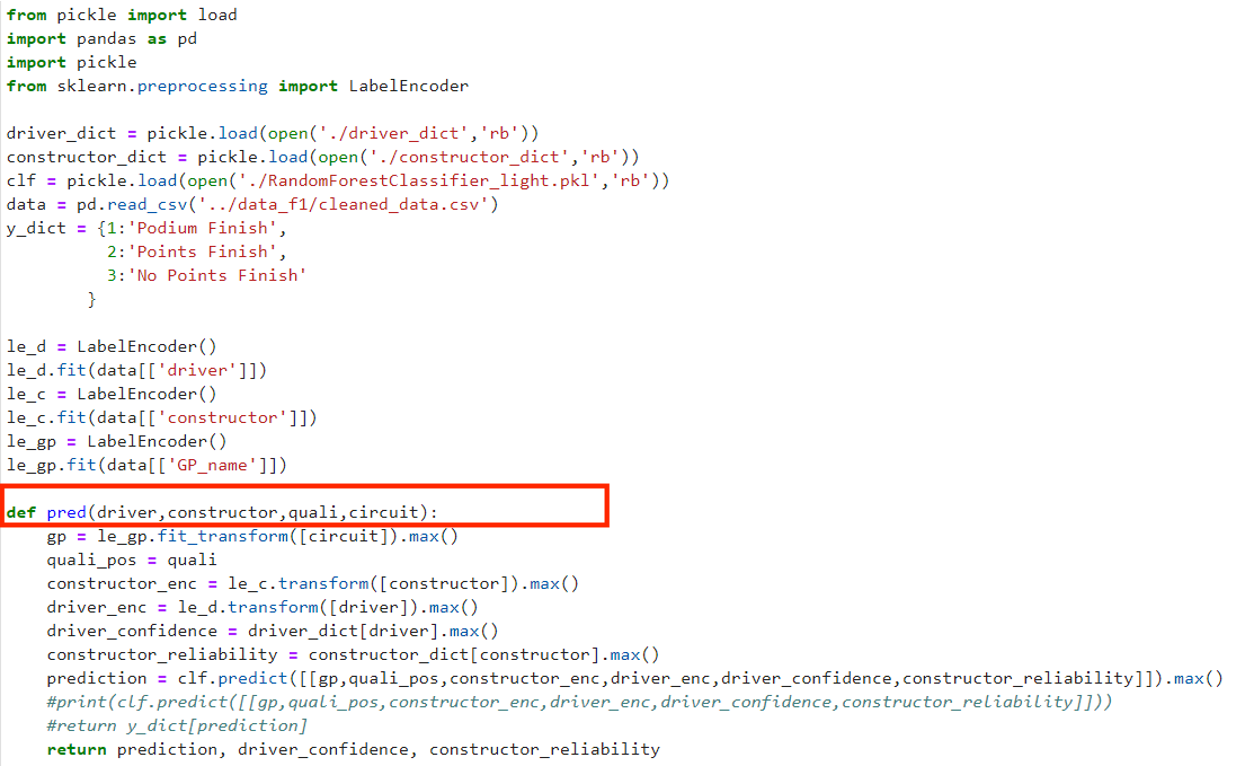 from pickle import load
import pandas as pd
import pickle
from sklearn.preprocessing import LabelEncoder

driver_dict = pickle.load(open('./driver_dict','rb'))
constructor_dict = pickle.load(open('./constructor_dict','rb'))
clf = pickle.load(open('./RandomForestClassifier_light.pkl','rb'))
data = pd.read_csv('../data_f1/cleaned_data.csv')
y_dict = {1:'Podium Finish',
          2:'Points Finish',
          3:'No Points Finish'
        }

le_d = LabelEncoder()
le_d.fit(data[['driver']])
le_c = LabelEncoder()
le_c.fit(data[['constructor']])
le_gp = LabelEncoder()
le_gp.fit(data[['GP_name']])

def pred(driver,constructor,quali,circuit):
    gp = le_gp.fit_transform([circuit]).max()
    quali_pos = quali
    constructor_enc = le_c.transform([constructor]).max()
    driver_enc = le_d.transform([driver]).max()
    driver_confidence = driver_dict[driver].max()
    constructor_reliability = constructor_dict[constructor].max()
    prediction = clf.predict([[gp,quali_pos,constructor_enc,driver_enc,driver_confidence,constructor_reliability]]).max()
    #print(clf.predict([[gp,quali_pos,constructor_enc,driver_enc,driver_confidence,constructor_reliability]]))
    #return y_dict[prediction]
    return prediction, driver_confidence, constructor_reliability